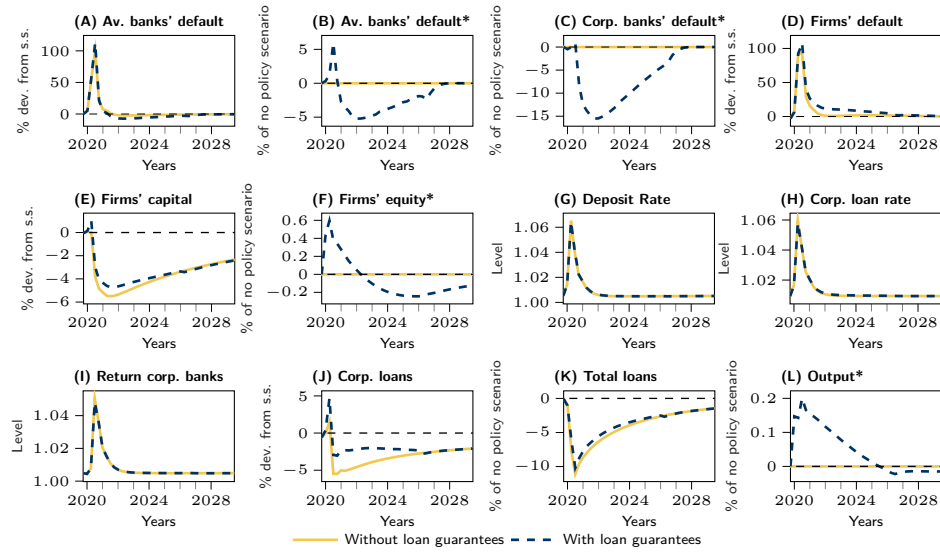 (A) Av. banks' default
% dev. from s.s.
100
50
0
2020 2024 2028
Years
(B) Av. banks' default*
% of no policy scenario
5
0
−5
2020 2024 2028
Years
(C) Corp. banks' default*
% of no policy scenario
0
−5
−10
−15
2020 2024 2028
Years
(D) Firms' default
% dev. from s.s.
100
50
0
2020 2024 2028
Years
(E) Firms' capital
% dev. from s.s.
0
−2
−4
−6
2020 2024 2028
Years
(F) Firms' equity*
% of no policy scenario
0.6
0.4
0.2
0
−0.2
2020 2024 2028
Years
(G) Deposit Rate
Level
1.06
1.04
1.02
1.00
2020 2024 2028
Years
(H) Corp. loan rate
Level
1.06
1.04
1.02
2020 2024 2028
Years
(I) Return corp. banks
Level
1.04
1.02
1.00
2020 2024 2028
Years
(J) Corp. loans
% dev. from s.s.
5
0
−5
2020 2024 2028
Years
(K) Total loans
% of no policy scenario
0
−5
−10
2020 2024 2028
Years
(L) Output*
% of no policy scenario
0.2
0.1
0
2020 2024 2028
Years
Without loan guarantees
With loan guarantees